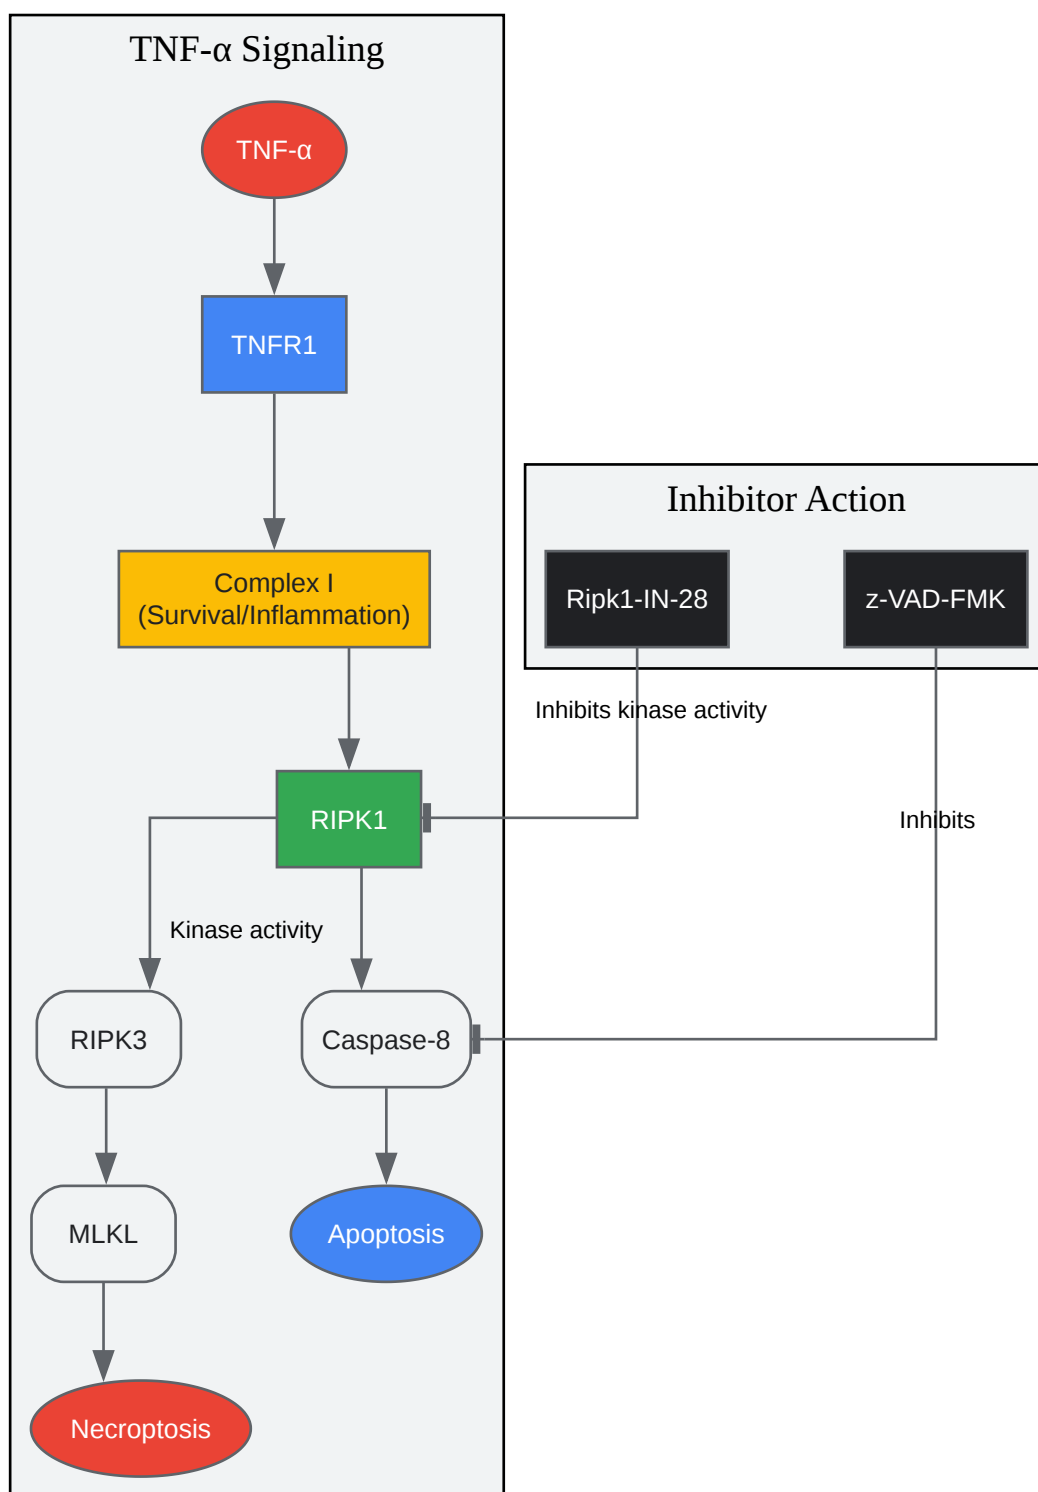 TNF-α Signaling
TNF-α
TNFR1
Inhibitor Action
Complex I
(Survival/Inflammation)
Ripk1-IN-28
z-VAD-FMK
Inhibits kinase activity
RIPK1
Inhibits
Kinase activity
RIPK3
Caspase-8
MLKL
Apoptosis
Necroptosis